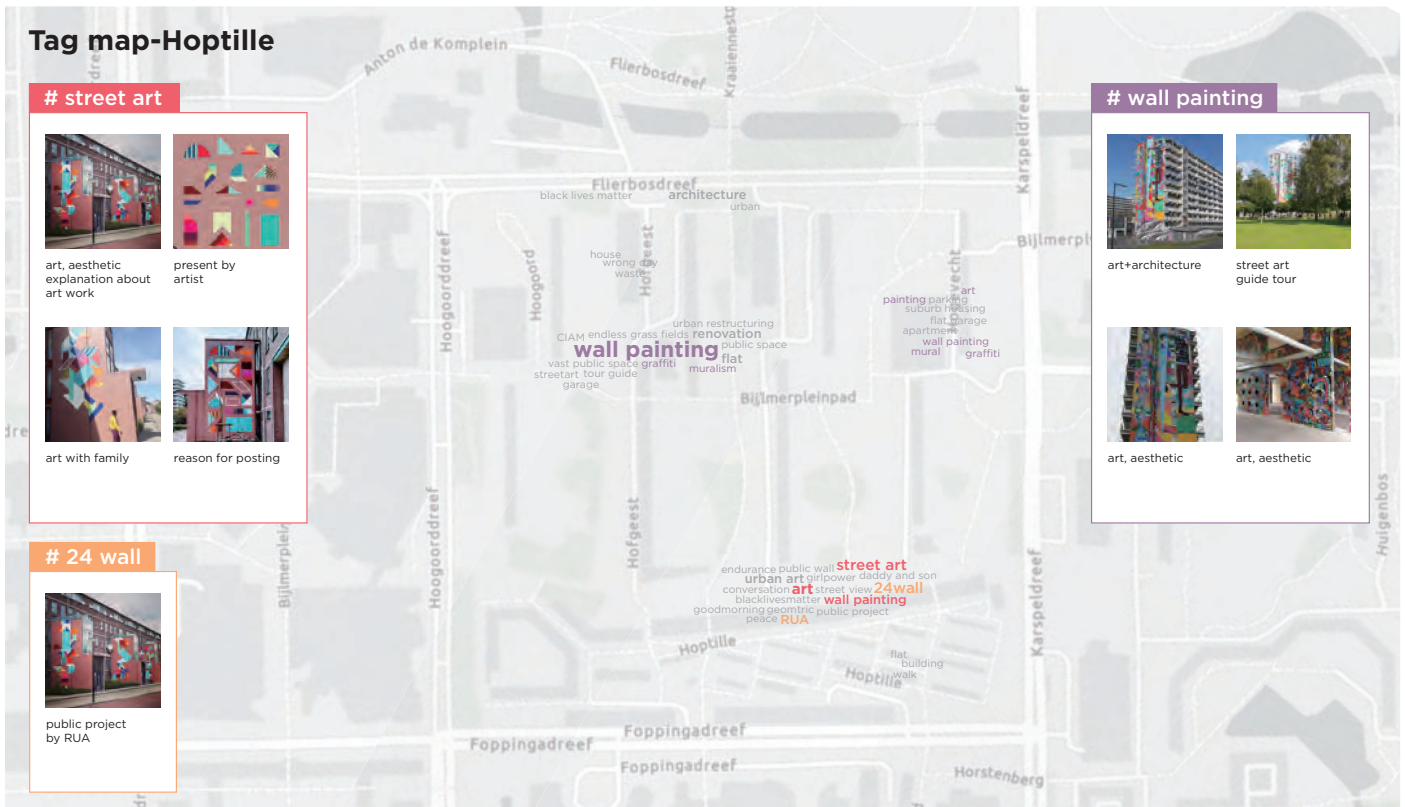 Tag map-Hoptille
# street art
art, aesthetic
explanation about
art work
present by
artist
art with family
reason for posting
# 24 wall
public project
by RUA
# wall painting
art+architecture
street art
guide tour
art, aesthetic
art, aesthetic
Anton de Komplein
Flierbosdreef
Karspeldreef
Flierbosdreef
black lives matter
architecture
urban
Hoogoorddreef
Hoogoord
Hofgeest
house
wrong day
waste
Bijlmerpl
art
painting parking
suburb housing
flat garage
apartment
wall painting
mural
graffiti
urban restructuring
CIAM endless grass fields renovation
public space
wall painting flat
vast public space graffiti
muralism
streetart tour guide
garage
Bijlmerpleinpad
Huigenbos
Hofgeest
Hoogoorddreef
Bijlmerplein
Karspeldreef
endurance public wall street art
urban art girlpower daddy and son
conversation art street view 24wall
blacklivesmatter wall painting
goodmorning geomtric public project
peace RUA
Hoptille
flat
building
walk
Hoptille
Foppingadreef
Foppingadreef
Foppingadreef
Horstenberg